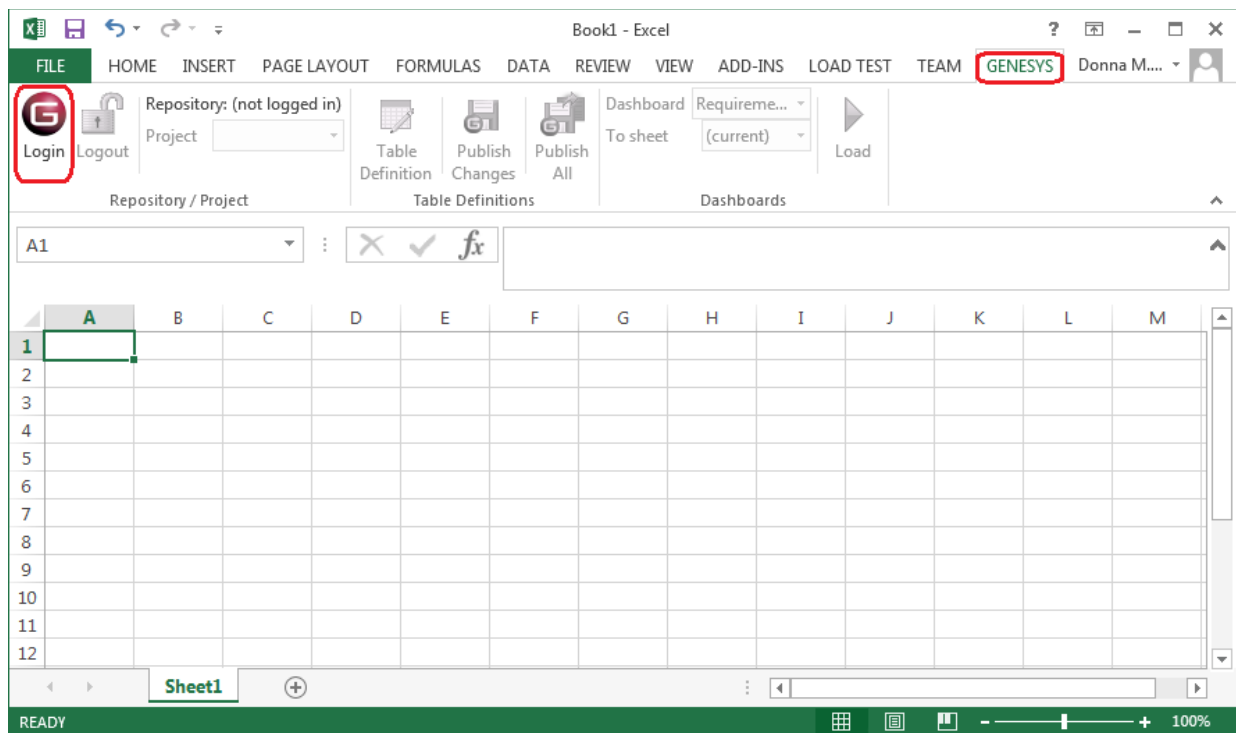 Book1 - Excel
?
FILE HOME INSERT PAGE LAYOUT FORMULAS DATA REVIEW VIEW ADD-INS LOAD TEST TEAM GENESYS Donna M....
Login
Logout
Repository: (not logged in)
Project
Repository / Project
Table Definition
Publish Changes
Publish All
Table Definitions
Dashboard Requireme...
To sheet (current)
Load
Dashboards
A1
fx
A B C D E F G H I J K L M
1
2
3
4
5
6
7
8
9
10
11
12
Sheet1
READY
100%